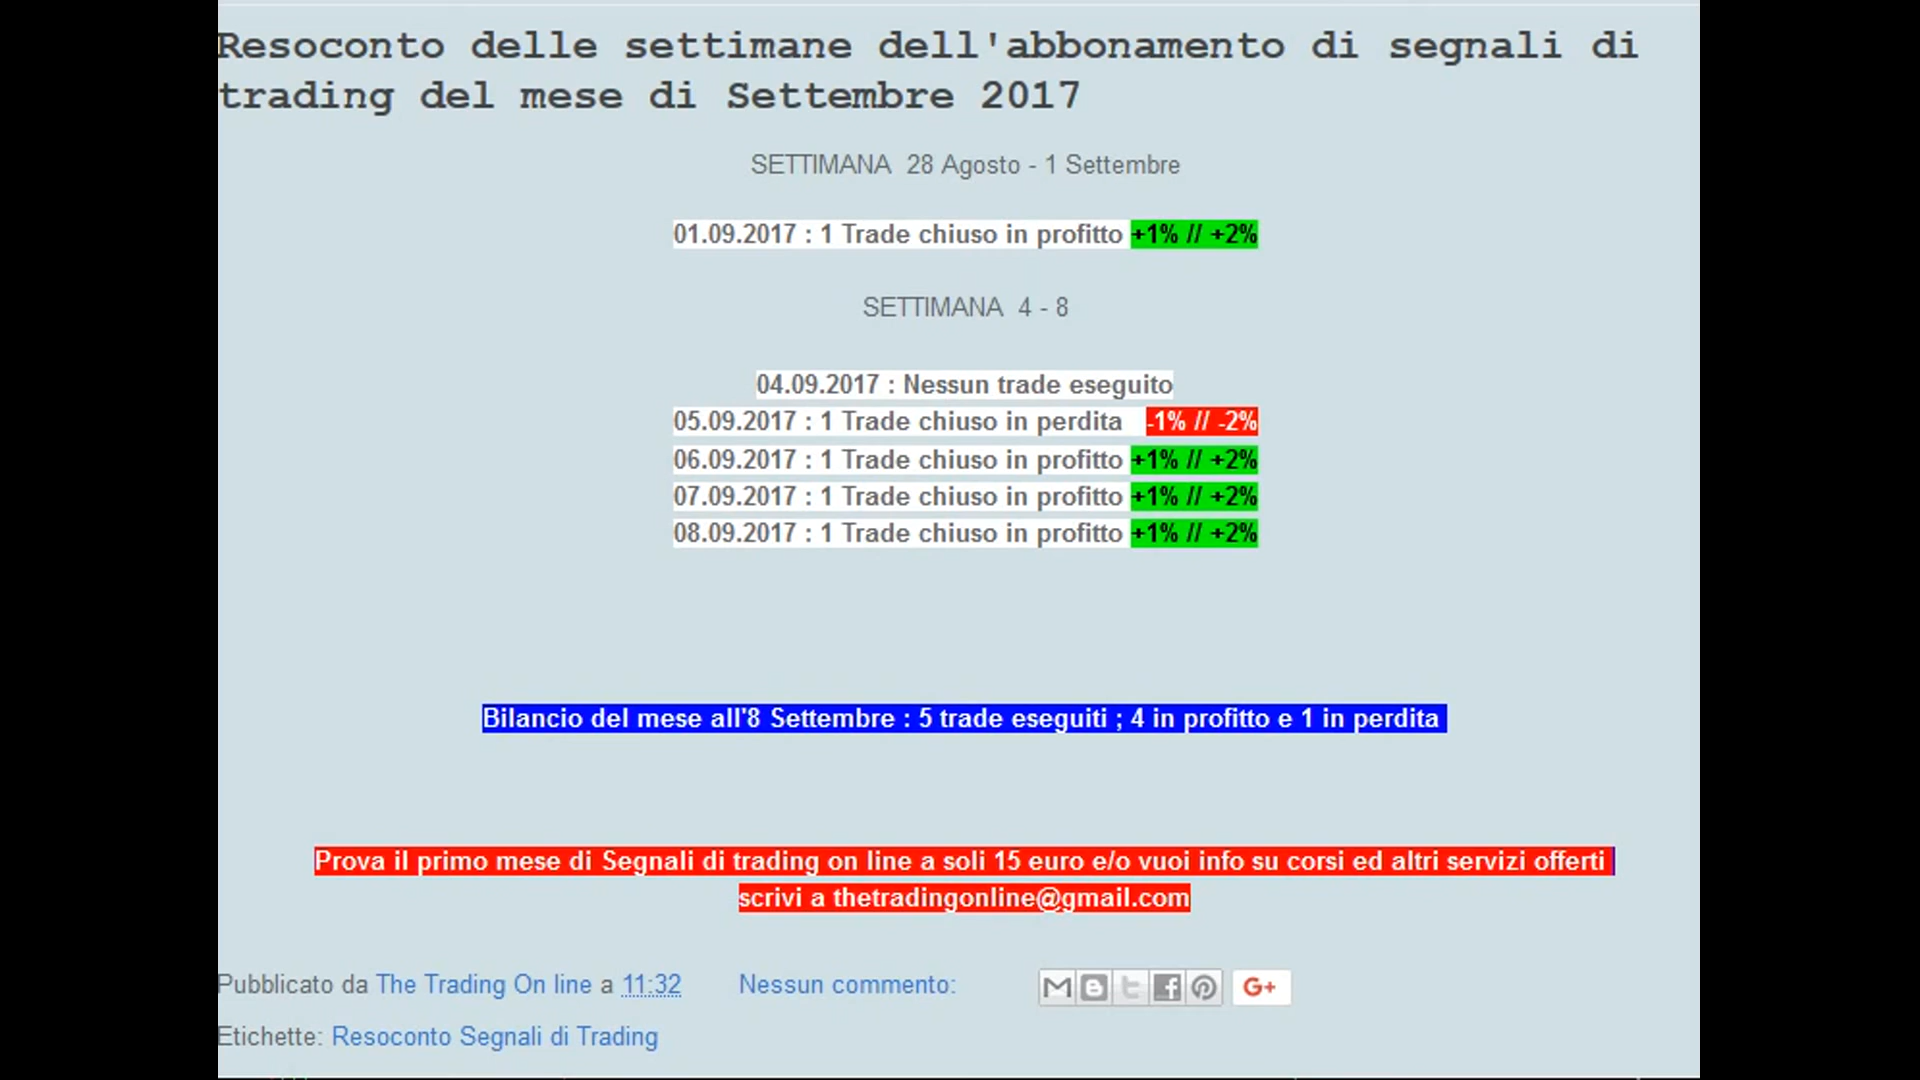 Resoconto delle settimane dell'abbonamento di segnali di
trading del mese di Settembre 2017
SETTIMANA 28 Agosto - 1 Settembre
01.09.2017 : 1 Trade chiuso in profitto +1% // +2%
SETTIMANA 4 - 8
04.09.2017 : Nessun trade eseguito
05.09.2017 : 1 Trade chiuso in perdita -1% // -2%
06.09.2017 : 1 Trade chiuso in profitto +1% // +2%
07.09.2017 : 1 Trade chiuso in profitto +1% // +2%
08.09.2017 : 1 Trade chiuso in profitto +1% // +2%
Bilancio del mese all'8 Settembre : 5 trade eseguiti ; 4 in profitto e 1 in perdita
Prova il primo mese di Segnali di trading on line a soli 15 euro e/o vuoi info su corsi ed altri servizi offerti
scrivi a thetradingonline@gmail.com
Pubblicato da The Trading On line a 11:32 Nessun commento: G+
Etichette: Resoconto Segnali di Trading